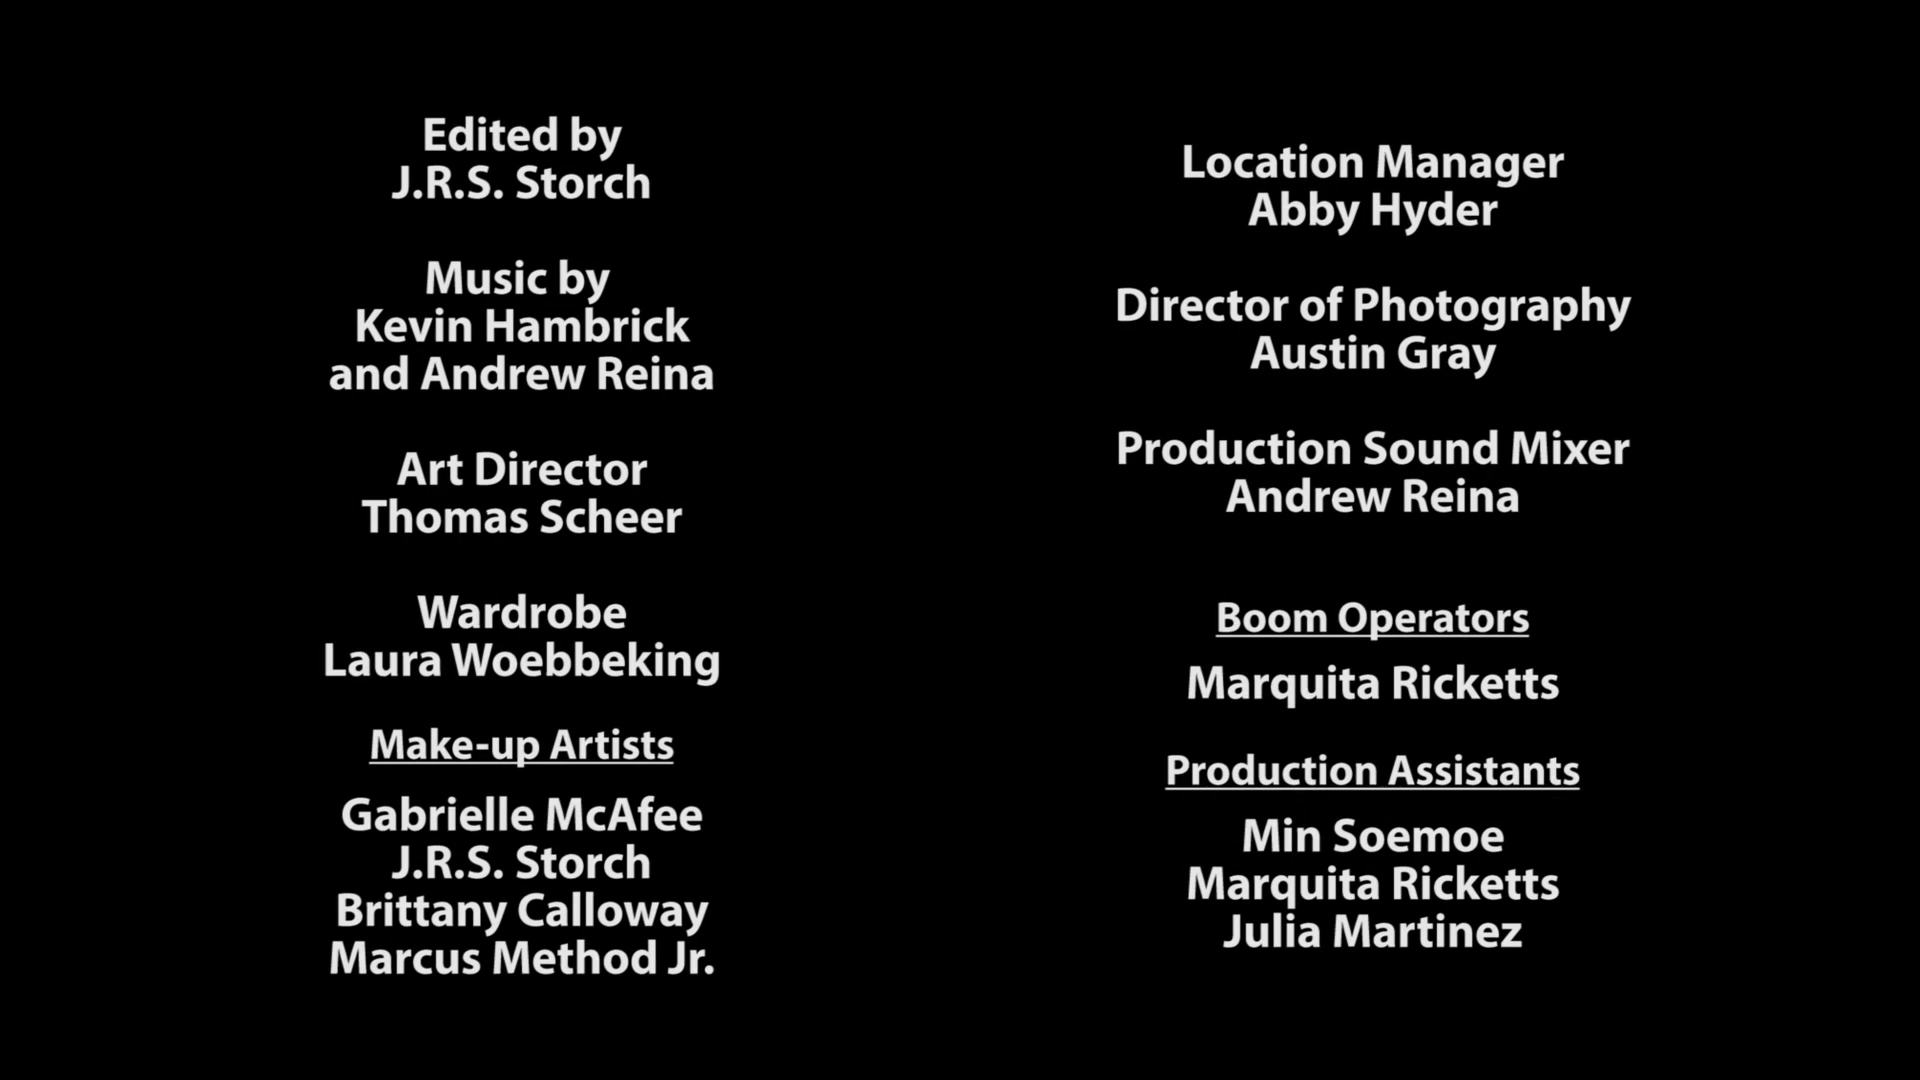 Edited by
J.R.S. Storch
Music by
Kevin Hambrick
and Andrew Reina
Art Director
Thomas Scheer
Wardrobe
Laura Woebbeking
Make-up Artists
Gabrielle McAfee
J.R.S. Storch
Brittany Calloway
Marcus Method Jr.
Location Manager
Abby Hyder
Director of Photography
Austin Gray
Production Sound Mixer
Andrew Reina
Boom Operators
Marquita Ricketts
Production Assistants
Min Soemoe
Marquita Ricketts
Julia Martinez